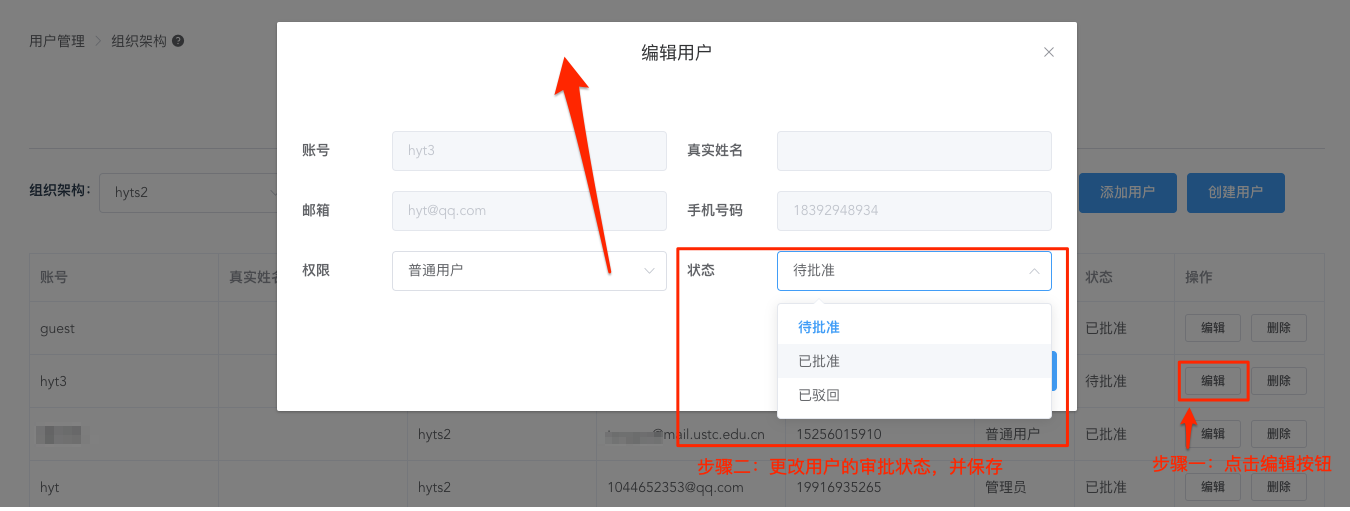 用户管理 > 组织架构
编辑用户
账号 hyt3 真实姓名
组织架构： hyts2 添加用户 创建用户
邮箱 hyt@qq.com 手机号码 18392948934
权限 普通用户 状态 待批准
账号 真实姓名 状态 操作
待批准
guest 已批准 编辑 删除
已批准
hyt3 待批准 编辑 删除
已驳回
hyts2 @mail.ustc.edu.cn 15256015910 普通用户 已批准 编辑 删除
步骤二：更改用户的审批状态，并保存
步骤一：点击编辑按钮
hyt hyts2 1044652353@qq.com 19916935265 管理员 已批准 编辑 删除